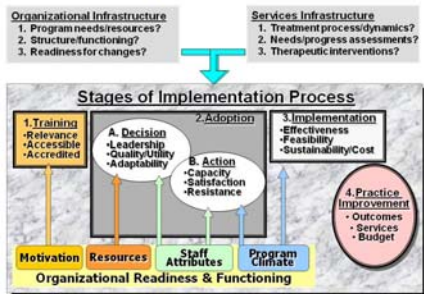 Organizational Infrastructure
1. Program needs/resources?
2. Structure/functioning?
3. Readiness for changes?
Services Infrastructure
1. Treatment process/dynamics?
2. Needs/progress assessments?
3. Therapeutic interventions?
Stages of Implementation Process
1.Training
•Relevance
•Accessible
•Accredited
2.Adoption
A. Decision
•Leadership
•Quality/Utility
•Adaptability
B. Action
•Capacity
•Satisfaction
•Resistance
3.Implementation
•Effectiveness
•Feasibility
•Sustainability/Cost
4.Practice
Improvement
• Outcomes
• Services
• Budget
Motivation
Resources
Staff
Attributes
Program
Climate
Organizational Readiness & Functioning